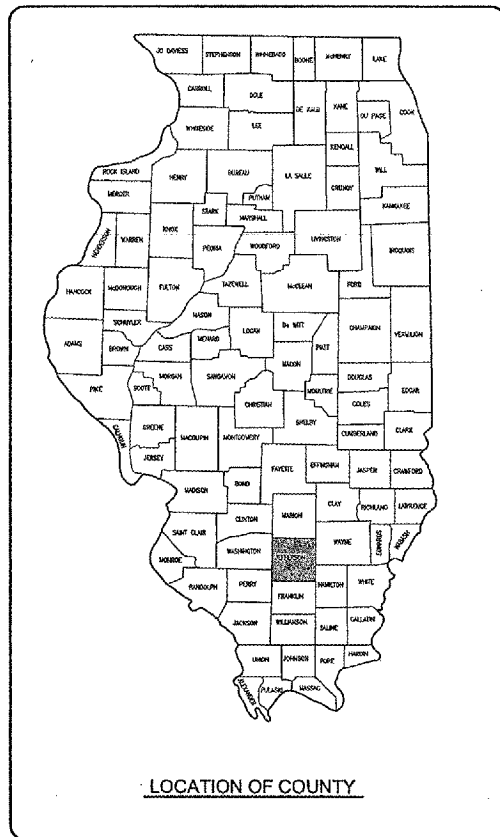 JO DAVIESS STEPHENSON WINNEBAGO BOONE McHENRY LAKE
CARROLL OGLE DE KALB KANE COOK
DU PAGE
WHITESIDE LEE KENDALL
ROCK ISLAND HENRY BUREAU LA SALLE GRUNDY WILL
MERCER PUTNAM KANKAKEE
STARK MARSHALL
HENDERSON WARREN KNOX PEORIA WOODFORD LIVINGSTON IROQUOIS
HANCOCK McDONOUGH FULTON TAZEWELL McCLEAN FORD
SCHUYLER MASON
ADAMS BROWN CASS MENARD LOGAN De WITT PIATT CHAMPAIGN VERMILION
MACON
PIKE SCOTT MORGAN SANGAMON MOULTRIE DOUGLAS EDGAR
CHRISTIAN COLES
CALHOUN GREENE MACOUPIN MONTGOMERY SHELBY CUMBERLAND CLARK
JERSEY
FAYETTE EFFINGHAM JASPER CRAWFORD
MADISON BOND
CLAY RICHLAND LAWRENCE
CLINTON MARION
SAINT CLAIR WAYNE EDWARDS WABASH
WASHINGTON JEFFERSON
MONROE
RANDOLPH PERRY HAMILTON WHITE
FRANKLIN
JACKSON WILLIAMSON SALINE GALLATIN
UNION JOHNSON POPE HARDIN
ALEXANDER PULASKI MASSAC
LOCATION OF COUNTY